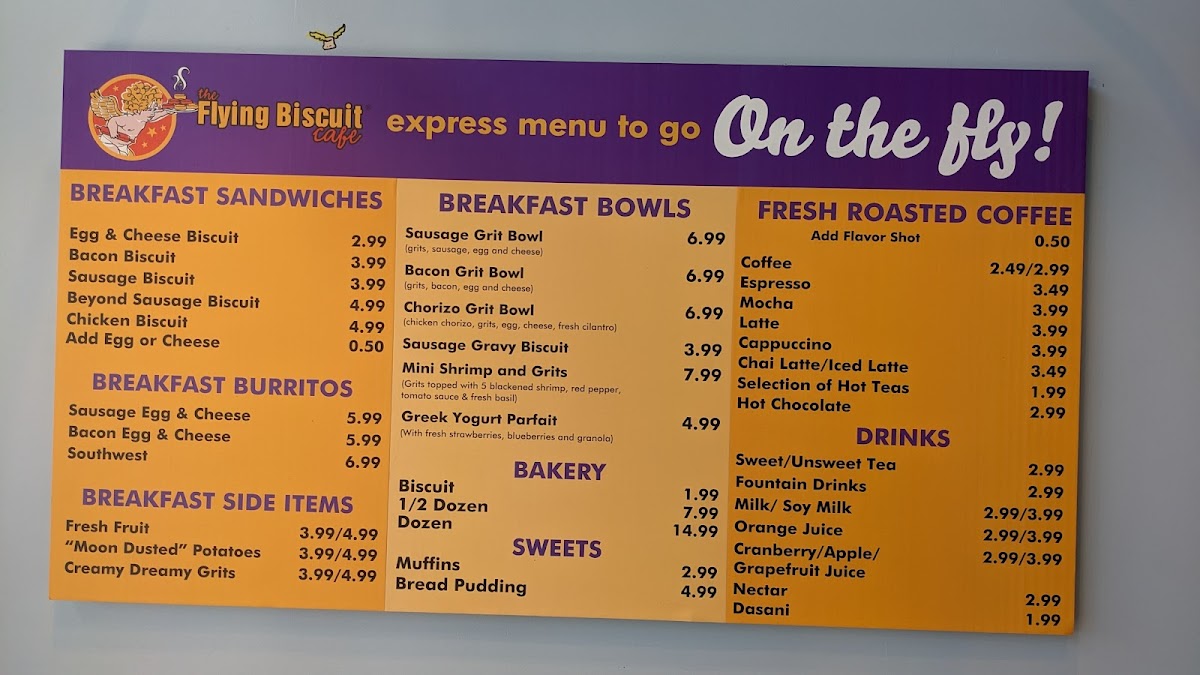 the
Flying Biscuit
cafe
express menu to go
On the fly!
BREAKFAST SANDWICHES
Egg & Cheese Biscuit 2.99
Bacon Biscuit 3.99
Sausage Biscuit 3.99
Beyond Sausage Biscuit 4.99
Chicken Biscuit 4.99
Add Egg or Cheese 0.50
BREAKFAST BURRITOS
Sausage Egg & Cheese 5.99
Bacon Egg & Cheese 5.99
Southwest 6.99
BREAKFAST SIDE ITEMS
Fresh Fruit 3.99/4.99
“Moon Dusted” Potatoes 3.99/4.99
Creamy Dreamy Grits 3.99/4.99
BREAKFAST BOWLS
Sausage Grit Bowl 6.99
(grits, sausage, egg and cheese)
Bacon Grit Bowl 6.99
(grits, bacon, egg and cheese)
Chorizo Grit Bowl 6.99
(chicken chorizo, grits, egg, cheese, fresh cilantro)
Sausage Gravy Biscuit 3.99
Mini Shrimp and Grits 7.99
(Grits topped with 5 blackened shrimp, red pepper,
tomato sauce & fresh basil)
Greek Yogurt Parfait 4.99
(With fresh strawberries, blueberries and granola)
BAKERY
Biscuit 1.99
1/2 Dozen 7.99
Dozen 14.99
SWEETS
Muffins 2.99
Bread Pudding 4.99
FRESH ROASTED COFFEE
Add Flavor Shot 0.50
Coffee 2.49/2.99
Espresso 3.49
Mocha 3.99
Latte 3.99
Cappuccino 3.99
Chai Latte/Iced Latte 3.49
Selection of Hot Teas 1.99
Hot Chocolate 2.99
DRINKS
Sweet/Unsweet Tea 2.99
Fountain Drinks 2.99
Milk/ Soy Milk 2.99/3.99
Orange Juice 2.99/3.99
Cranberry/Apple/ 2.99/3.99
Grapefruit Juice
Nectar 2.99
Dasani 1.99